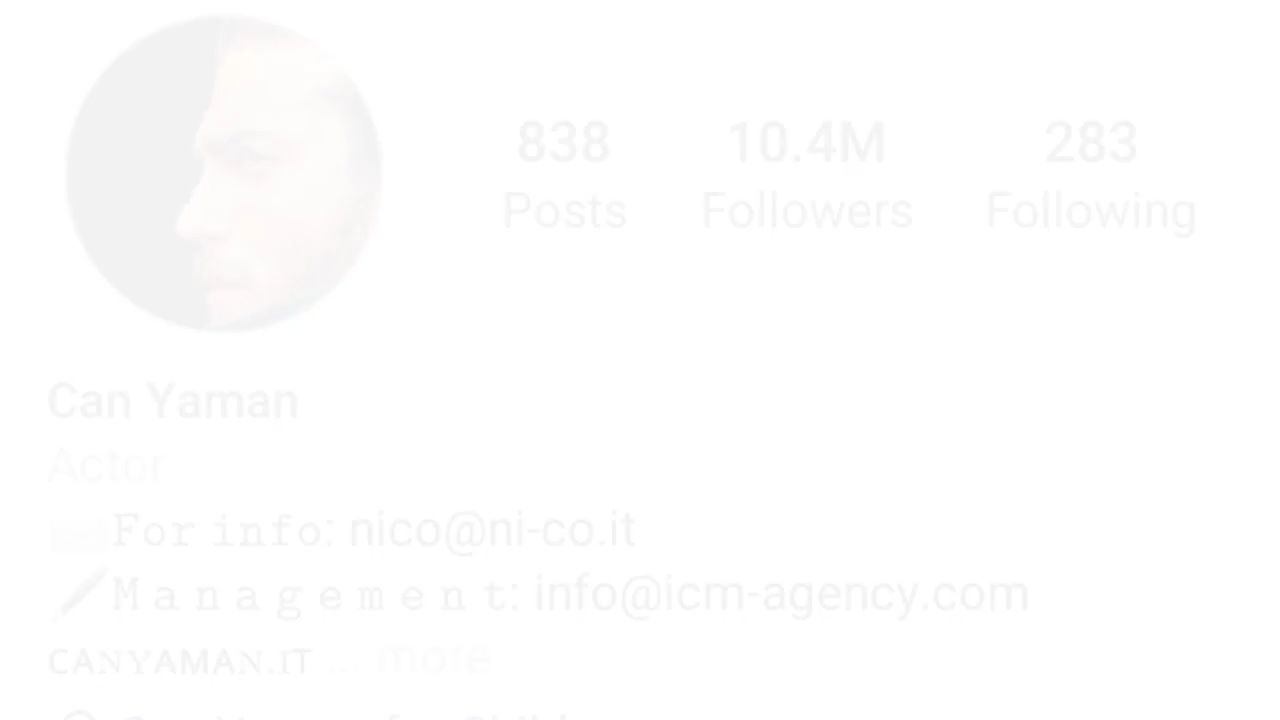 838 10.4M 283
Posts Followers Following
Can Yaman
Actor
For info: nico@ni-co.it
Management: info@icm-agency.com
CANYAMAN.IT ... more